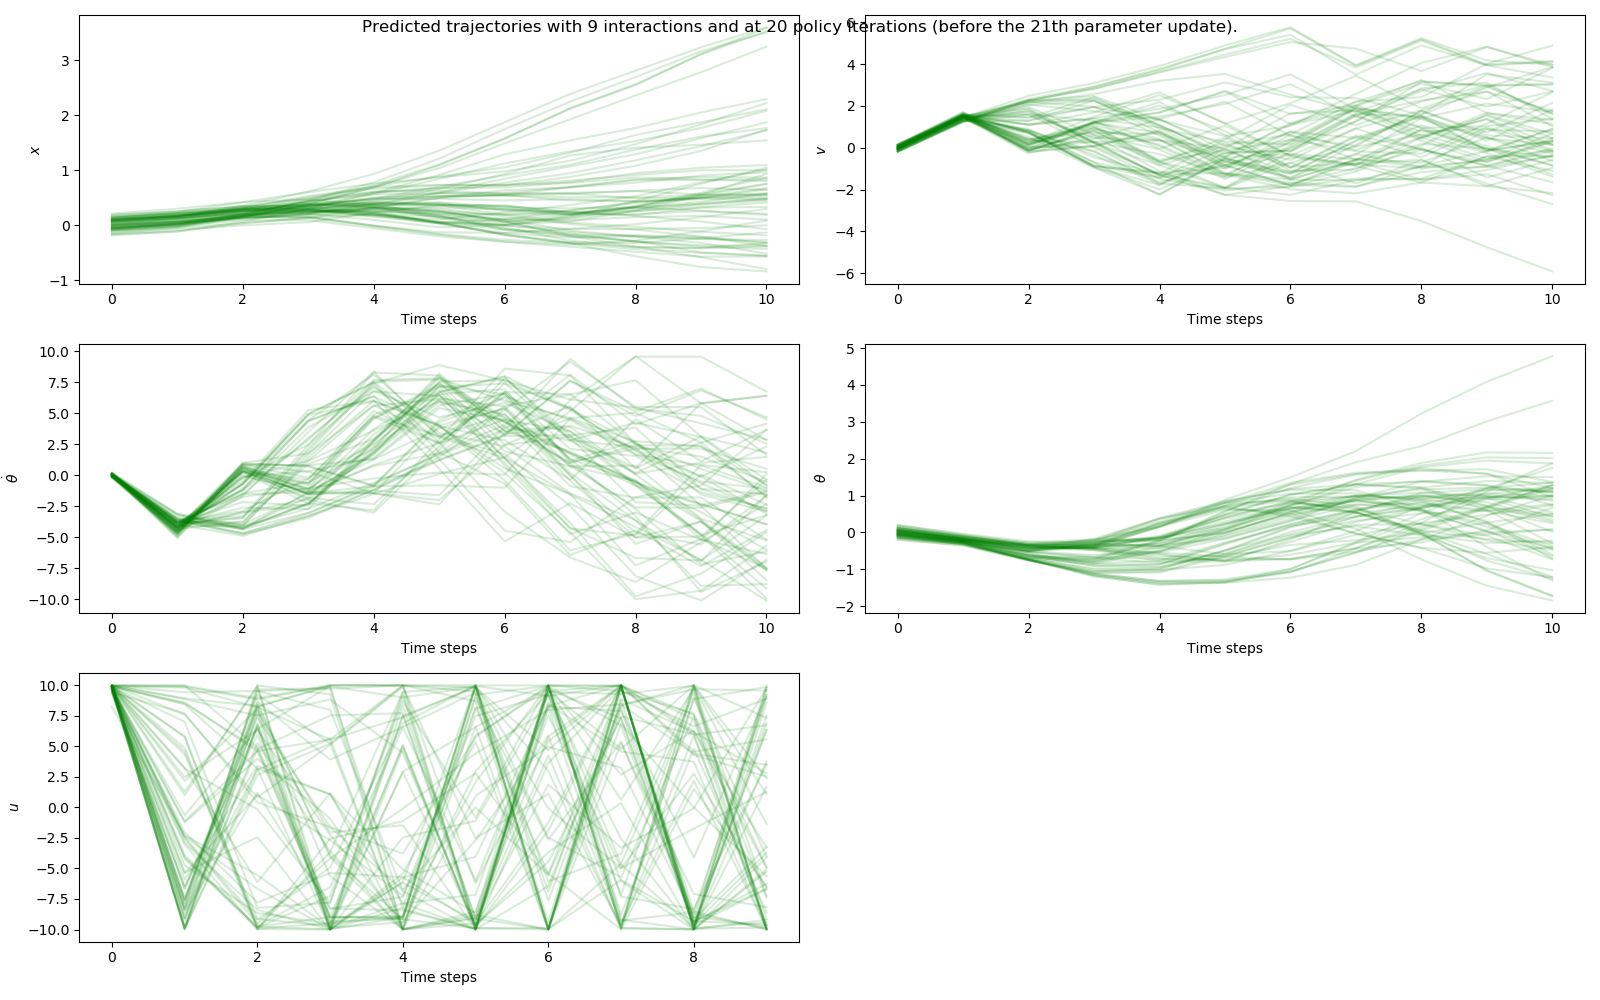 Predicted trajectories with 9 interactions and at 20 policy iterations (before the 21th parameter update).
3
2
1
0
−1
x
0 2 4 6 8 10
Time steps
6
4
2
0
−2
−4
−6
v
0 2 4 6 8 10
Time steps
10.0
7.5
5.0
2.5
0.0
−2.5
−5.0
−7.5
−10.0
θ̇
0 2 4 6 8 10
Time steps
5
4
3
2
1
0
−1
−2
θ
0 2 4 6 8 10
Time steps
10.0
7.5
5.0
2.5
0.0
−2.5
−5.0
−7.5
−10.0
u
0 2 4 6 8
Time steps